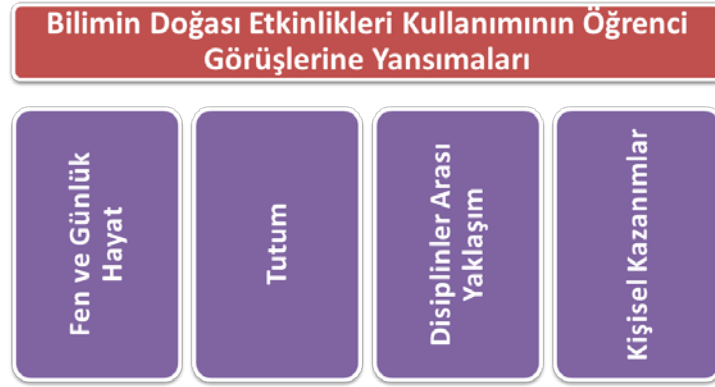 Bilimin Doğası Etkinlikleri Kullanımının Öğrenci
Görüşlerine Yansımaları
Fen ve Günlük
Hayat
Tutum
Disiplinler Arası
Yaklaşım
Kişisel Kazanımlar